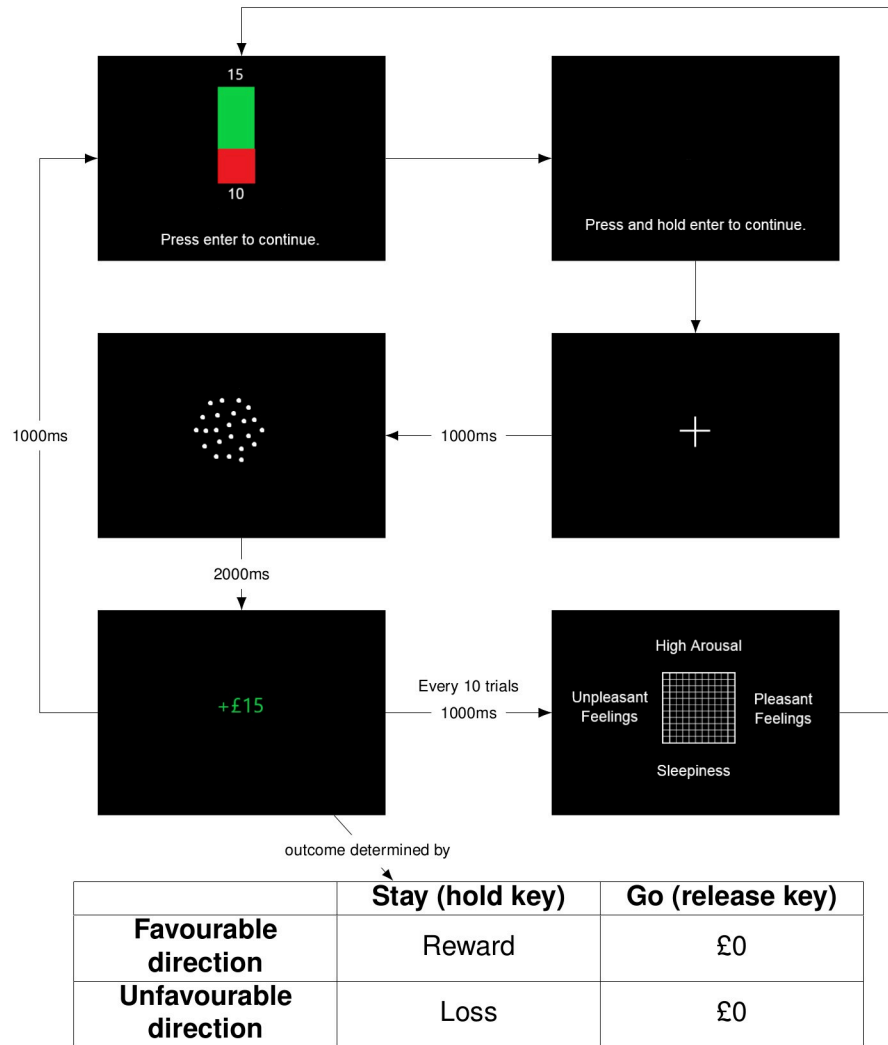 15
10
Press enter to continue.
Press and hold enter to continue.
1000ms
1000ms
2000ms
+£15
Every 10 trials
1000ms
High Arousal
Unpleasant
Feelings
Pleasant
Feelings
Sleepiness
outcome determined by
Stay (hold key) Go (release key)
Favourable
direction
Reward £0
Unfavourable
direction
Loss £0